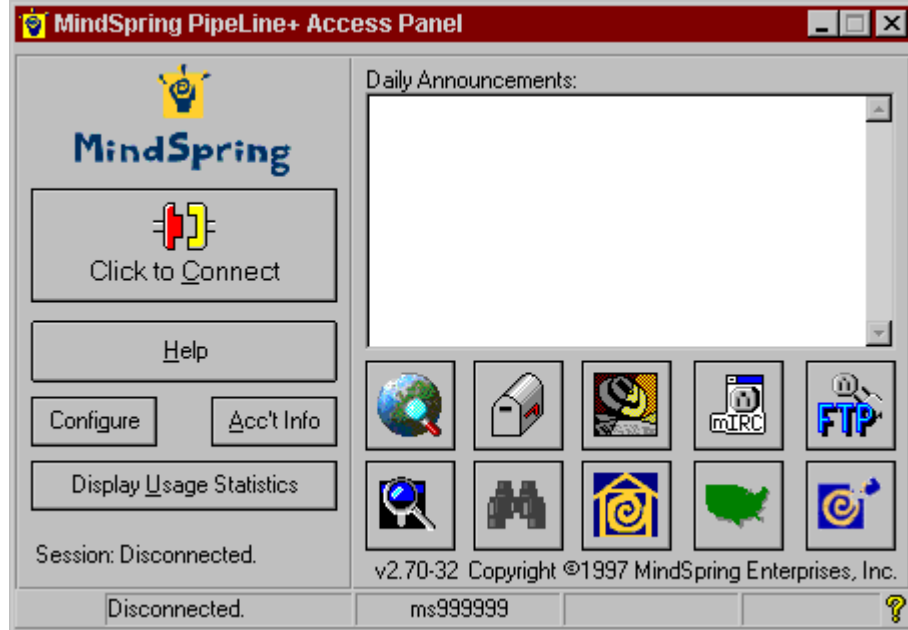 MindSpring PipeLine+ Access Panel
MindSpring
Click to Connect
Help
Configure
Acc't Info
Display Usage Statistics
Session: Disconnected.
Daily Announcements:
mIRC
FTP
v2.70-32 Copyright ©1997 MindSpring Enterprises, Inc.
Disconnected.
ms999999